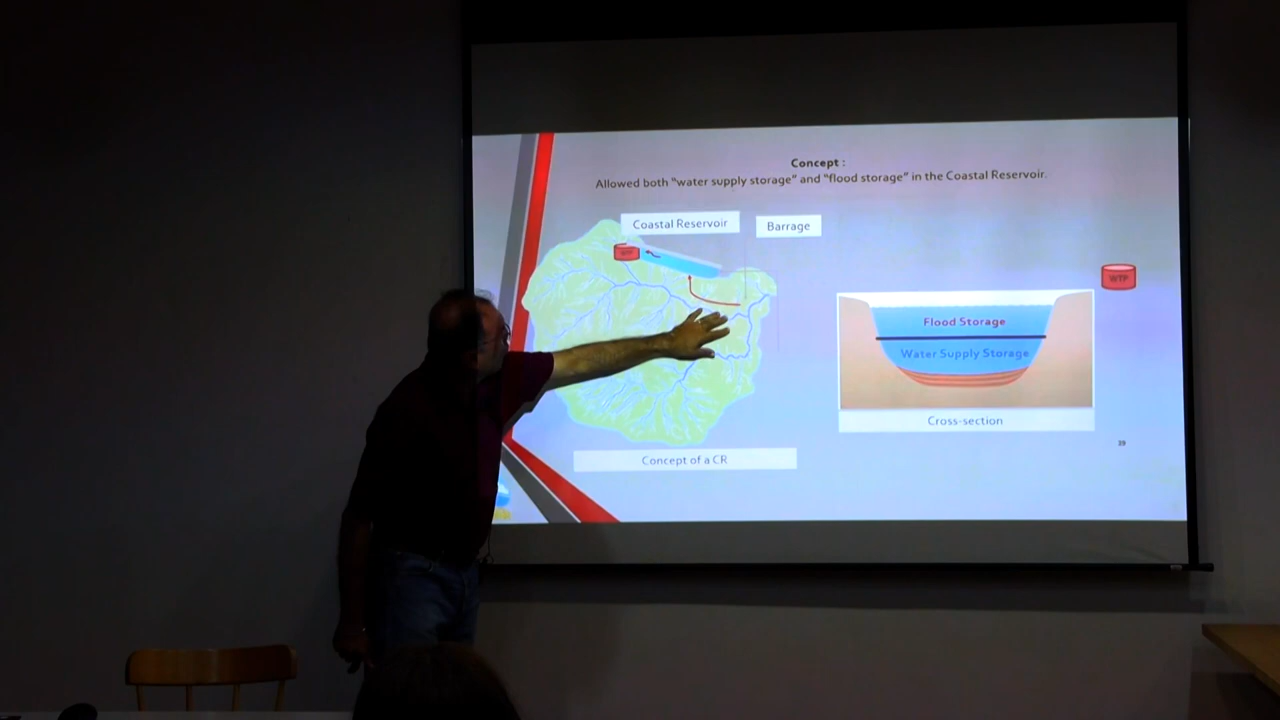 Concept :
Allowed both "water supply storage" and "flood storage" in the Coastal Reservoir.
Coastal Reservoir
Barrage
WTP
WTP
Flood Storage
Water Supply Storage
Cross-section
Concept of a CR